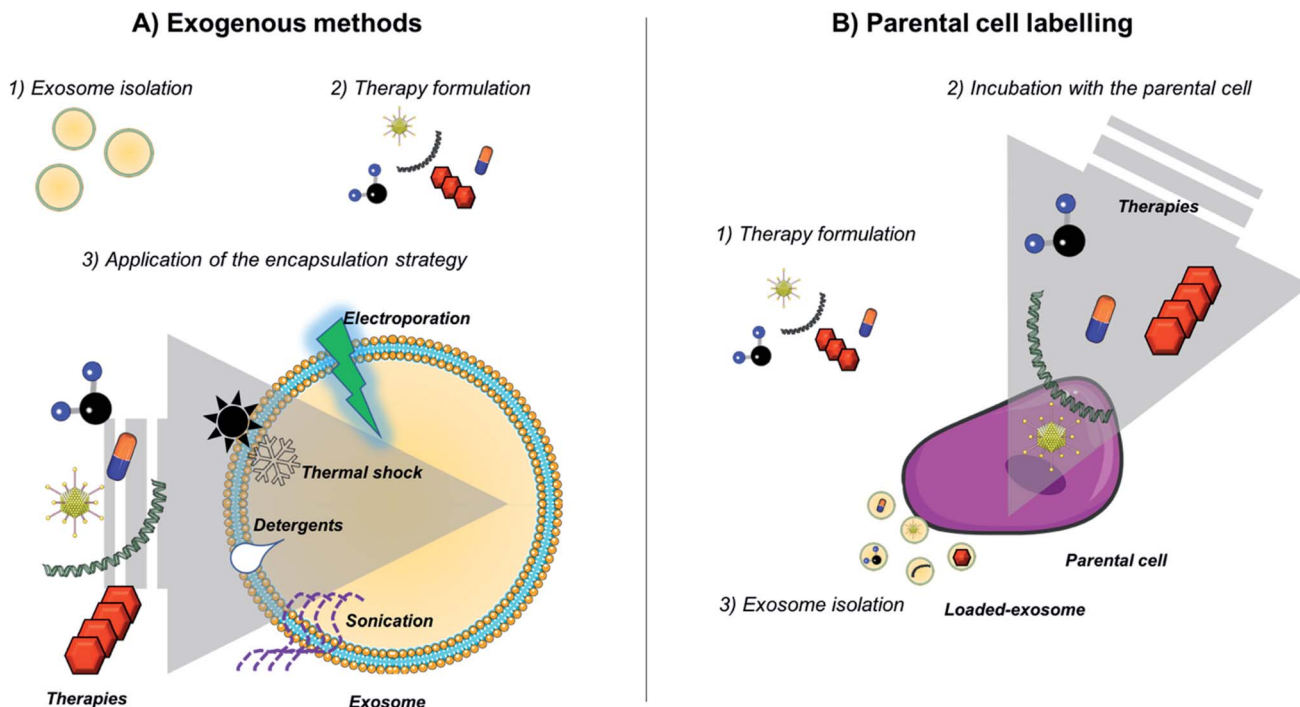 A) Exogenous methods
1) Exosome isolation
2) Therapy formulation
3) Application of the encapsulation strategy
Electroporation
Thermal shock
Detergents
Sonication
Therapies
Exosome
B) Parental cell labelling
2) Incubation with the parental cell
Therapies
1) Therapy formulation
Parental cell
3) Exosome isolation
Loaded-exosome